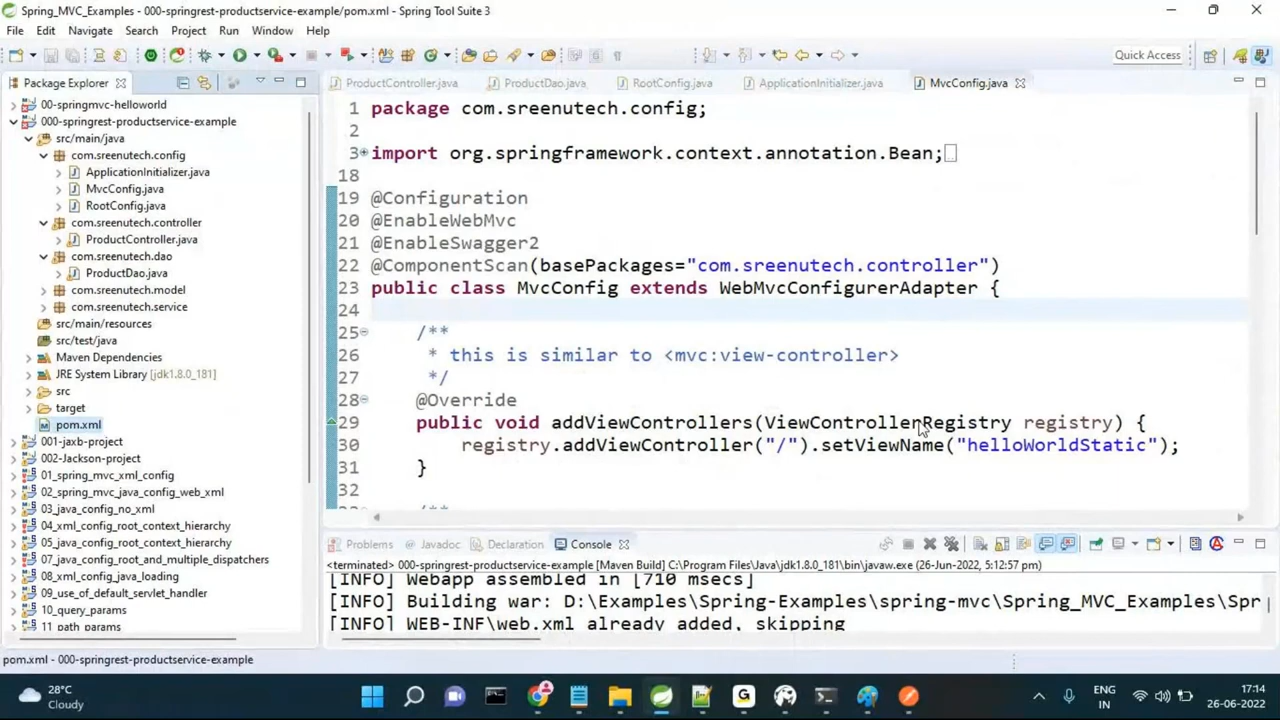 Spring_MVC_Examples - 000-springrest-productservice-example/pom.xml - Spring Tool Suite 3
File Edit Navigate Search Project Run Window Help
Quick Access
Package Explorer
ProductController.java ProductDao.java RootConfig.java ApplicationInitializer.java MvcConfig.java
00-springmvc-helloworld
000-springrest-productservice-example
src/main/java
com.sreenutech.config
ApplicationInitializer.java
MvcConfig.java
RootConfig.java
com.sreenutech.controller
ProductController.java
com.sreenutech.dao
ProductDao.java
com.sreenutech.model
com.sreenutech.service
src/main/resources
src/test/java
Maven Dependencies
JRE System Library [jdk1.8.0_181]
src
target
pom.xml
001-jaxb-project
002-Jackson-project
01_spring_mvc_xml_config
02_spring_mvc_java_config_web_xml
03_java_config_no_xml
04_xml_config_root_context_hierarchy
05_java_config_root_context_hierarchy
07_java_config_root_and_multiple_dispatchers
08_xml_config_java_loading
09_use_of_default_servlet_handler
10_query_params
11_path_params
1 package com.sreenutech.config;
2
3 import org.springframework.context.annotation.Bean;
18
19 @Configuration
20 @EnableWebMvc
21 @EnableSwagger2
22 @ComponentScan(basePackages="com.sreenutech.controller")
23 public class MvcConfig extends WebMvcConfigurerAdapter {
24
25 /**
26 * this is similar to <mvc:view-controller>
27 */
28 @Override
29 public void addViewControllers(ViewControllerRegistry registry) {
30 registry.addViewController("/").setViewName("helloWorldStatic");
31 }
32
Problems Javadoc Declaration Console
<terminated> 000-springrest-productservice-example [Maven Build] C:\Program Files\Java\jdk1.8.0_181\bin\javaw.exe (26-Jun-2022, 5:12:57 pm)
[INFO] Webapp assembled in [710 msecs]
[INFO] Building war: D:\Examples\Spring-Examples\spring-mvc\Spring_MVC_Examples\Spr
[INFO] WEB-INF\web.xml already added, skipping
pom.xml - 000-springrest-productservice-example
28°C
Cloudy
ENG
IN
17:14
26-06-2022